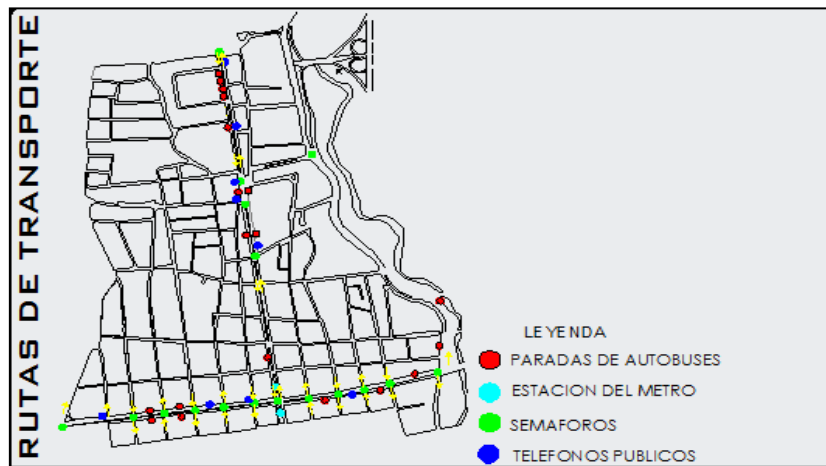 RUTAS DE TRANSPORTE
LEYENDA
PARADAS DE AUTOBUSES
ESTACION DEL METRO
SEMAFOROS
TELEFONOS PUBLICOS